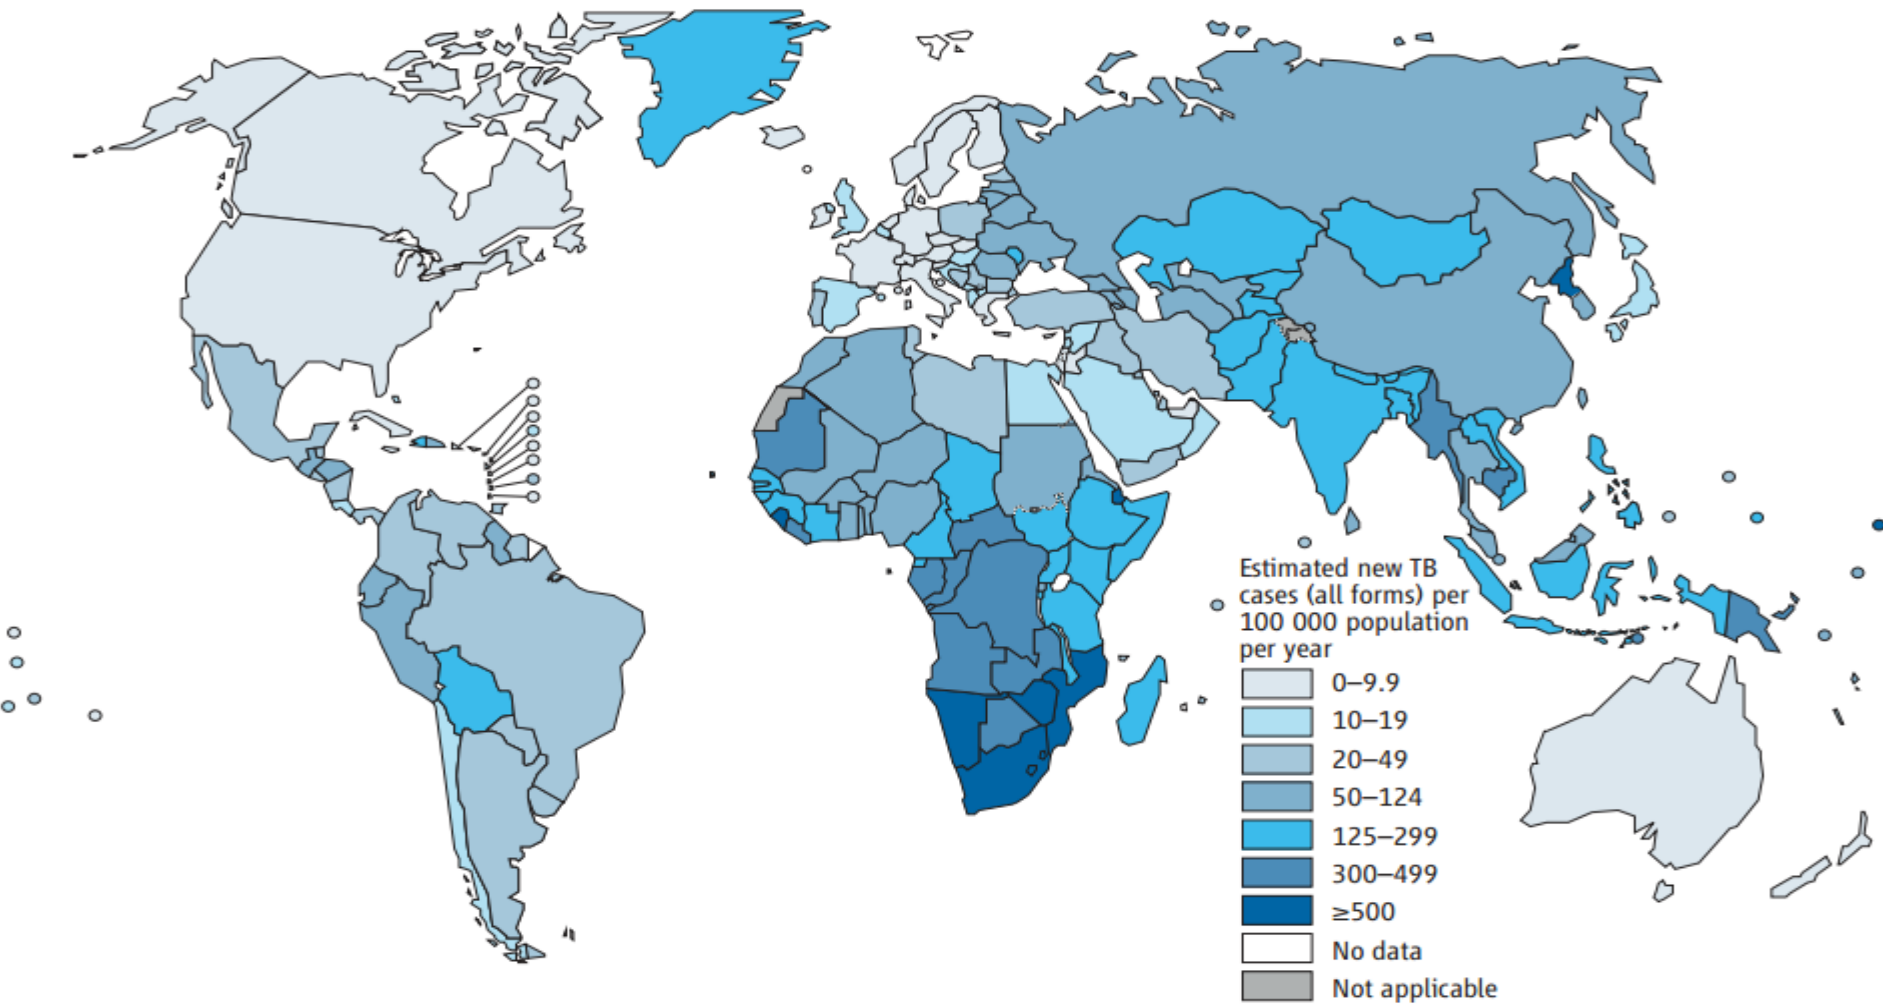 Estimated new TB
cases (all forms) per
100 000 population
per year
0–9.9
10–19
20–49
50–124
125–299
300–499
≥500
No data
Not applicable